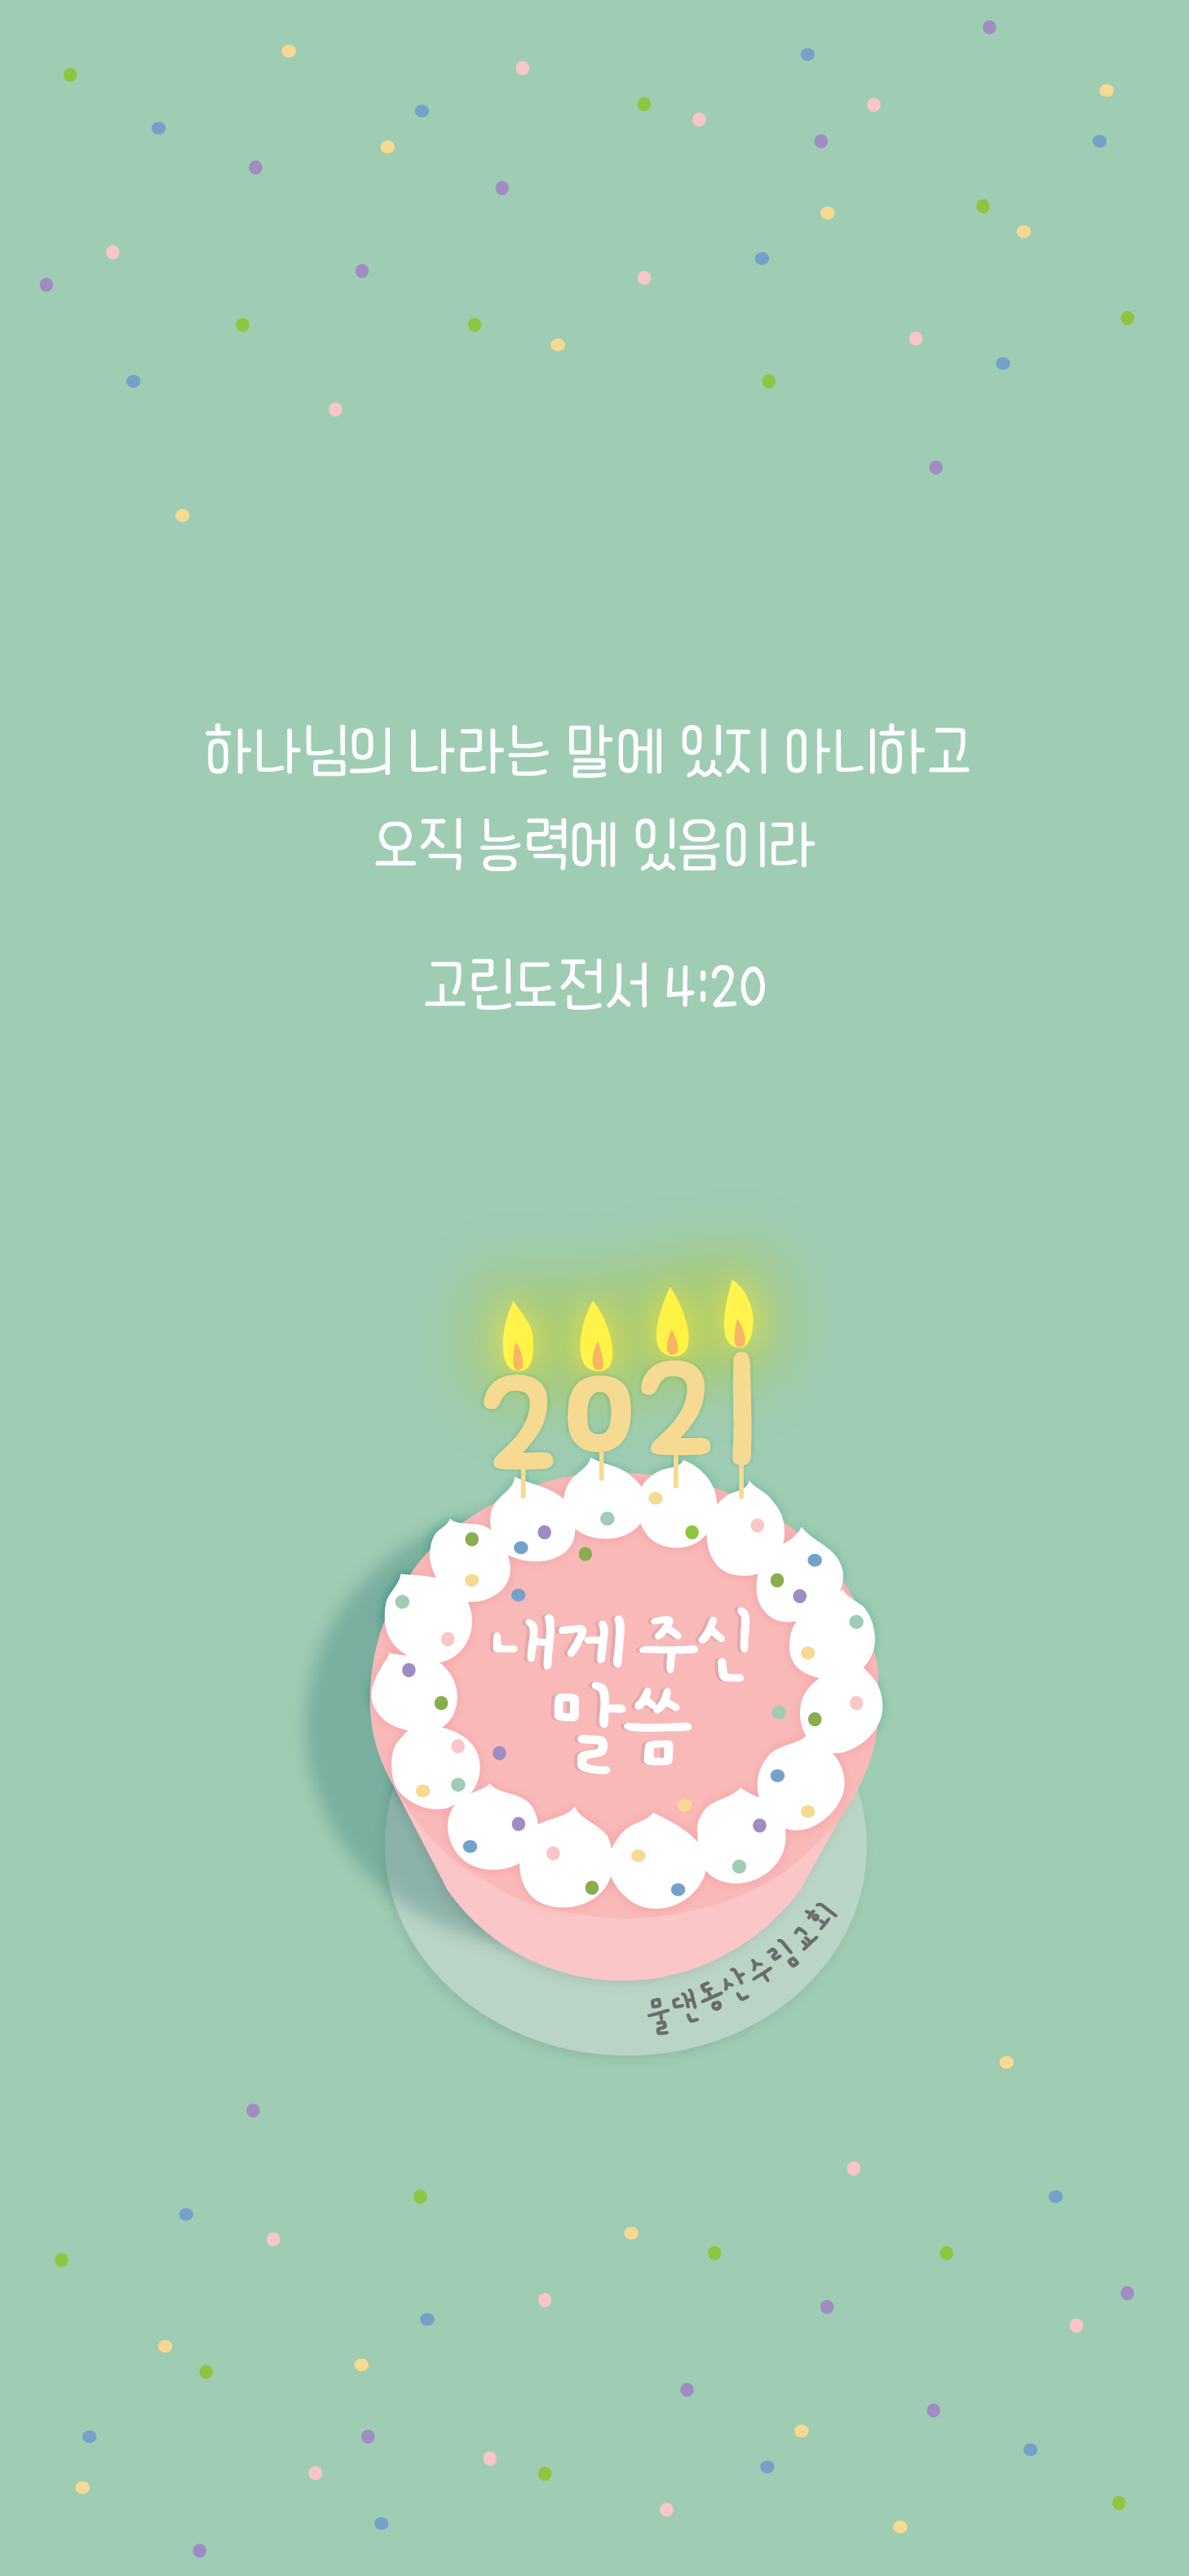 하나님의 나라는 말에 있지 아니하고
오직 능력에 있음이라
고린도전서 4:20
2021
내게 주신
말씀
물댄동산수림교회